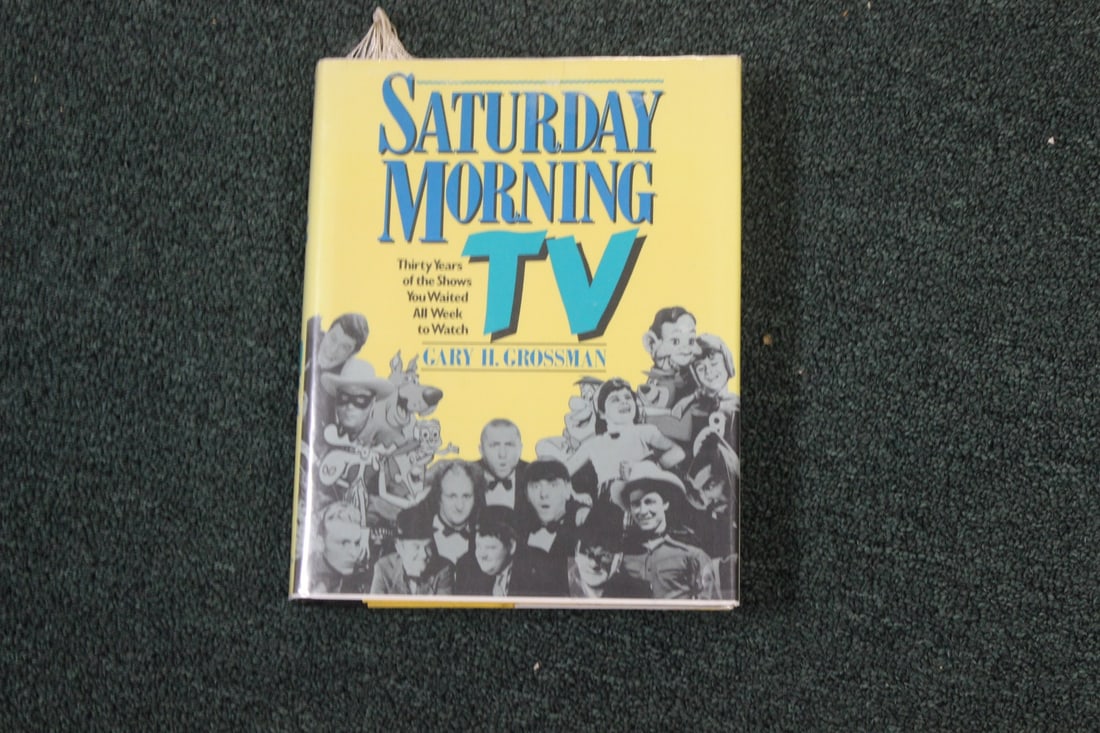 SATURDAY
MORNING
TV
Thirty Years
of the Shows
You Waited
All Week
to Watch
GARY H. GROSSMAN